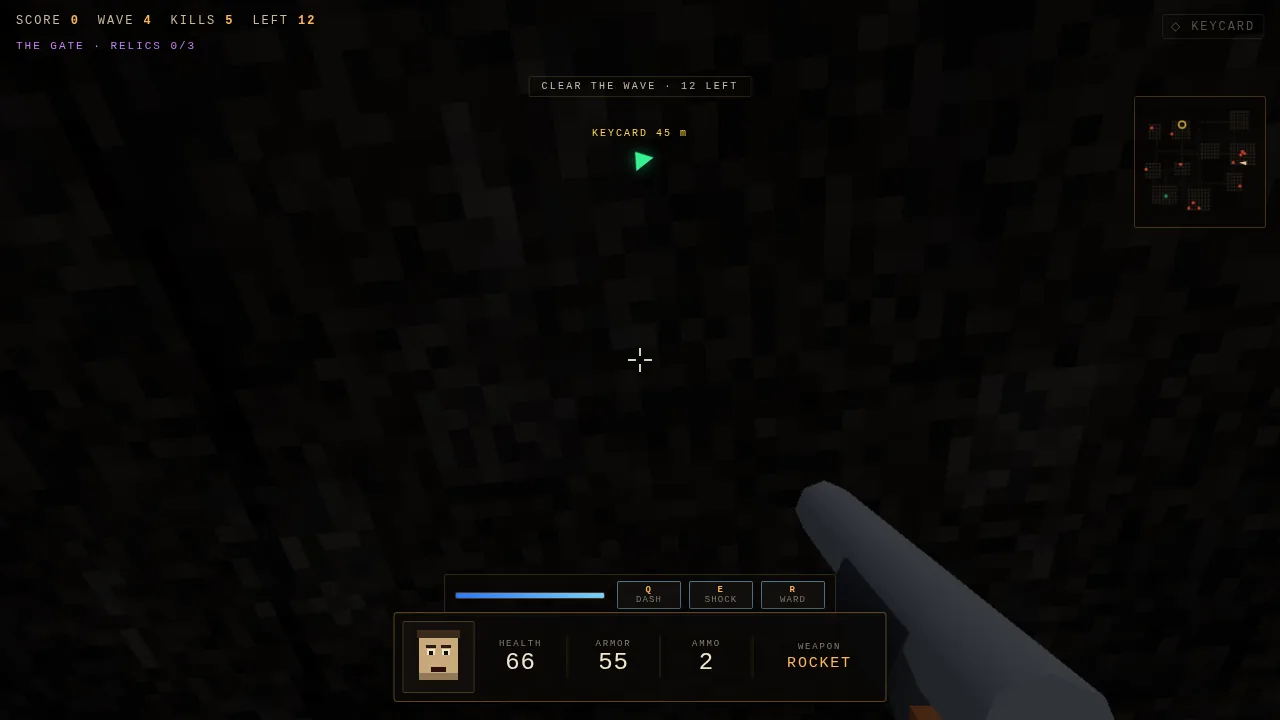 SCORE 0 WAVE 4 KILLS 5 LEFT 12
◇ KEYCARD
THE GATE · RELICS 0/3
CLEAR THE WAVE · 12 LEFT
KEYCARD 45 m
Q
DASH
E
SHOCK
R
WARD
HEALTH
66
ARMOR
55
AMMO
2
WEAPON
ROCKET